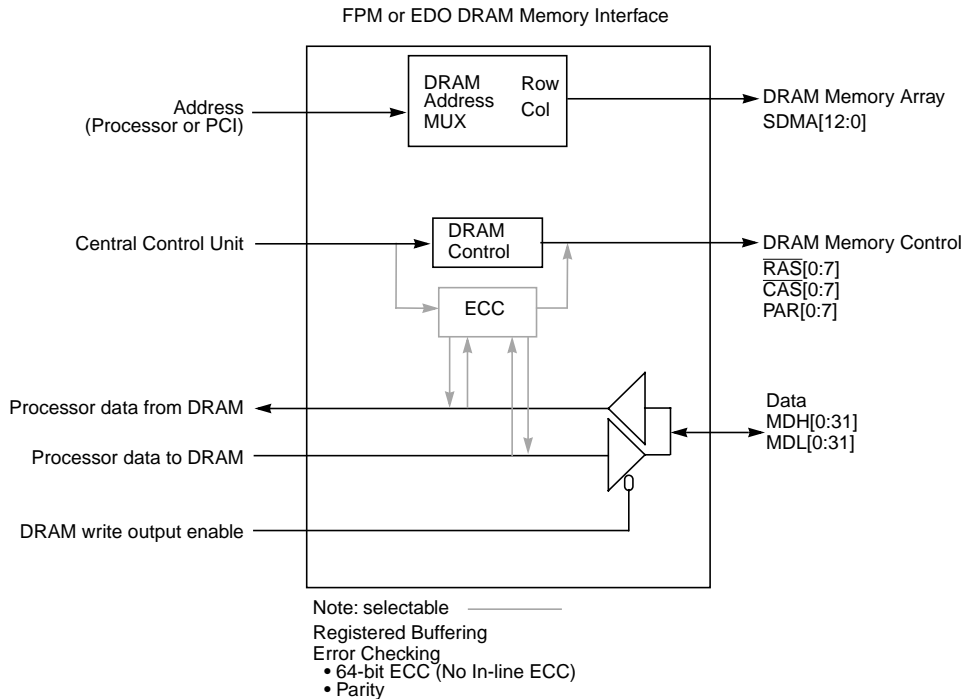 FPM or EDO DRAM Memory Interface
DRAM Row
Address Col
MUX
Address
(Processor or PCI)
DRAM Memory Array
SDMA[12:0]
Central Control Unit
DRAM
Control
DRAM Memory Control
RAS[0:7]
CAS[0:7]
PAR[0:7]
ECC
Processor data from DRAM
Data
MDH[0:31]
MDL[0:31]
Processor data to DRAM
DRAM write output enable
Note: selectable
Registered Buffering
Error Checking
• 64-bit ECC (No In-line ECC)
• Parity